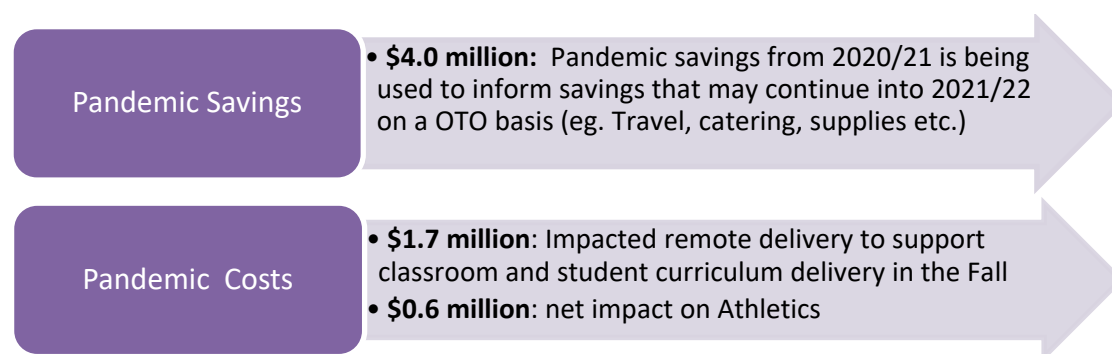 Pandemic Savings
• $4.0 million:  Pandemic savings from 2020/21 is being
used to inform savings that may continue into 2021/22
on a OTO basis (eg. Travel, catering, supplies etc.)
Pandemic  Costs
• $1.7 million: Impacted remote delivery to support
classroom and student curriculum delivery in the Fall
• $0.6 million: net impact on Athletics